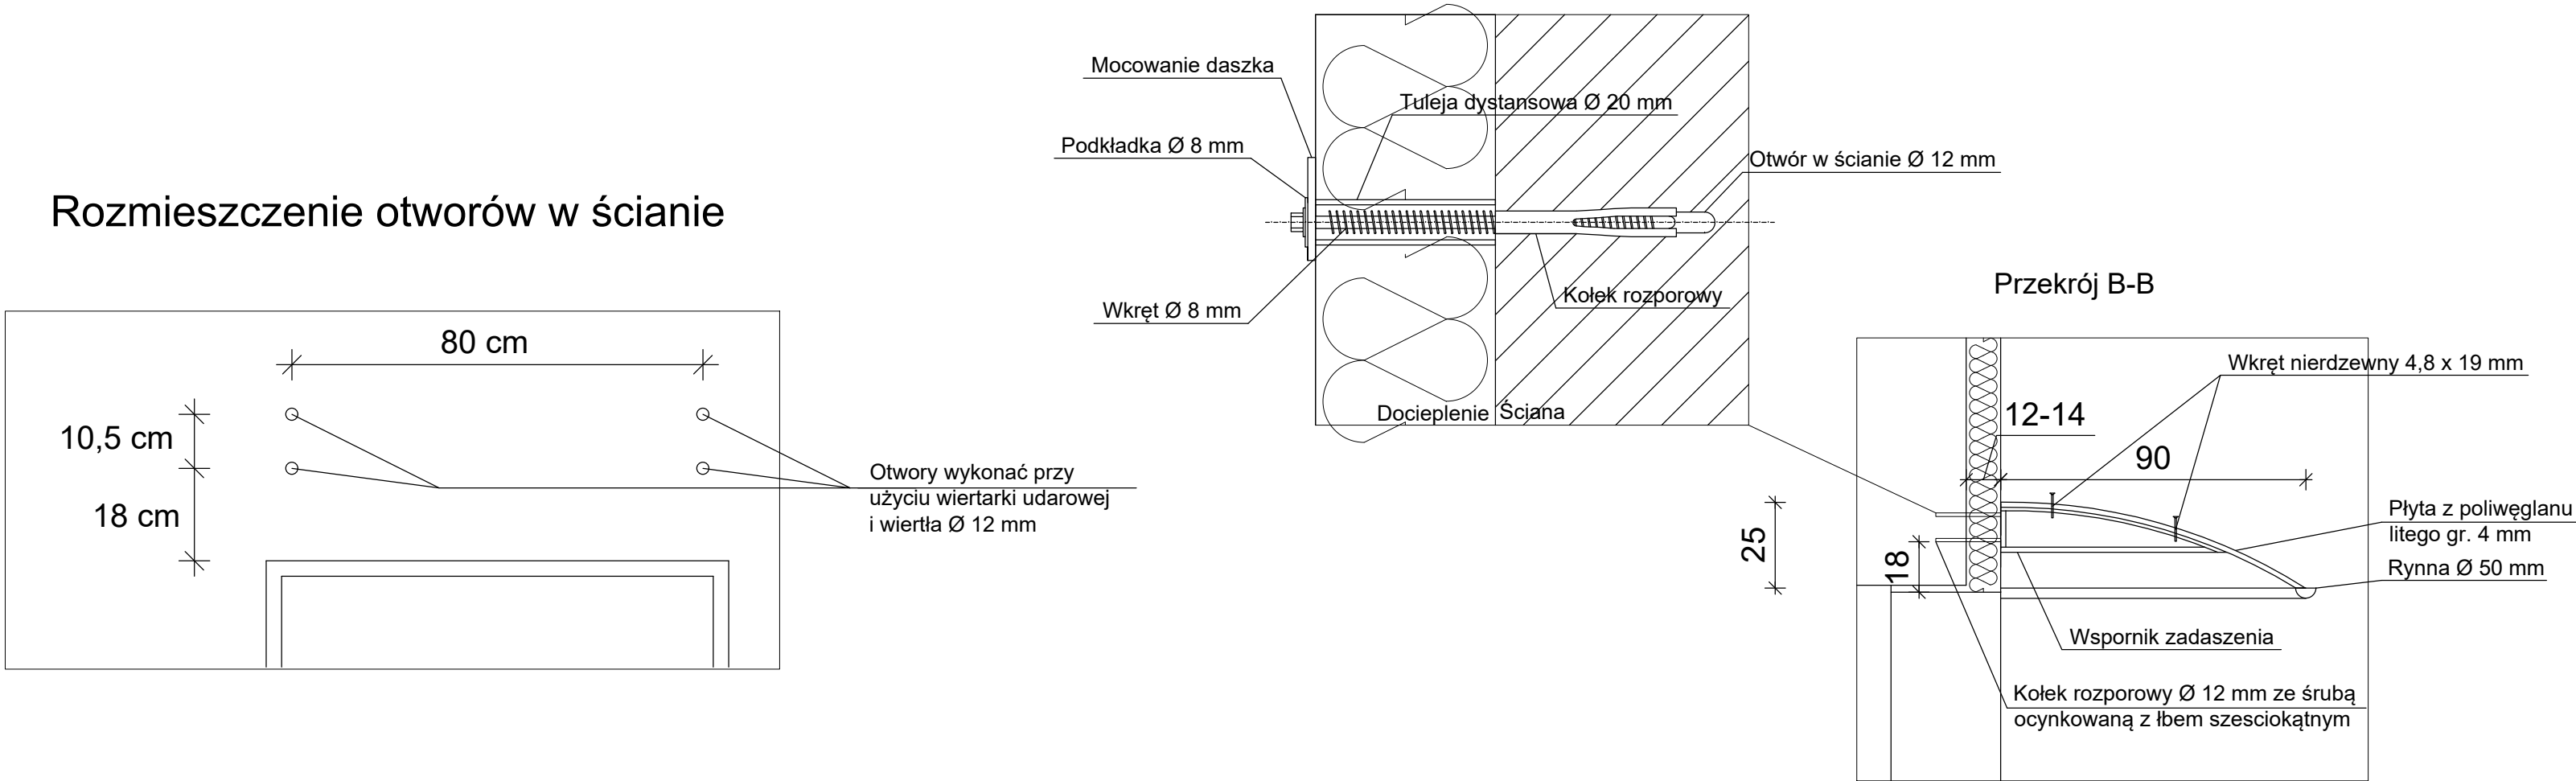 Rozmieszczenie otworów w ścianie
80 cm
10,5 cm
18 cm
Otwory wykonać przy
użyciu wiertarki udarowej
i wiertła Ø 12 mm
Mocowanie daszka
Tuleja dystansowa Ø 20 mm
Podkładka Ø 8 mm
Otwór w ścianie Ø 12 mm
Wkręt Ø 8 mm
Kołek rozporowy
Docieplenie Ściana
Przekrój B-B
Wkręt nierdzewny 4,8 x 19 mm
12-14
90
25
18
Płyta z poliwęglanu
litego gr. 4 mm
Rynna Ø 50 mm
Wspornik zadaszenia
Kołek rozporowy Ø 12 mm ze śrubą
ocynkowaną z łbem szesciokątnym